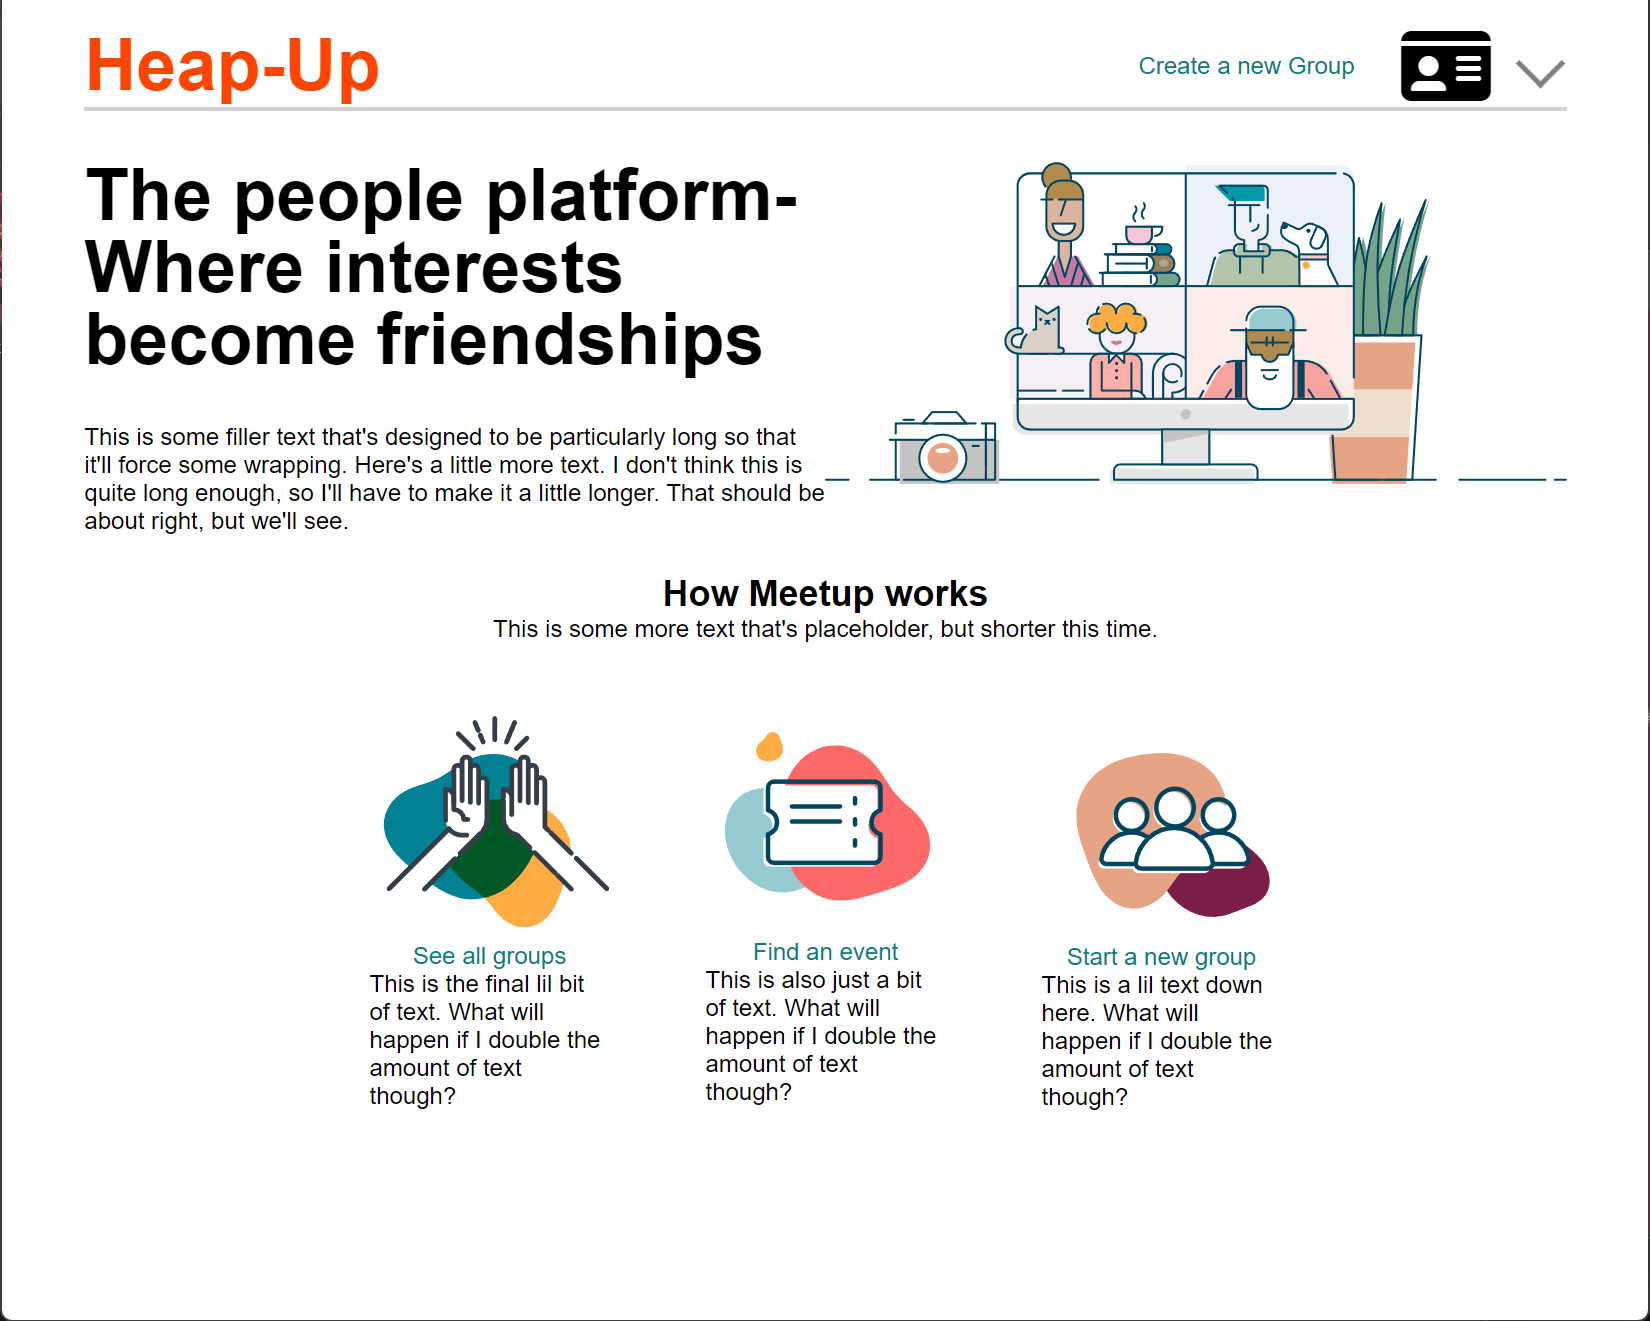 Heap-Up
Create a new Group
The people platform-
Where interests
become friendships
This is some filler text that's designed to be particularly long so that
it'll force some wrapping. Here's a little more text. I don't think this is
quite long enough, so I'll have to make it a little longer. That should be
about right, but we'll see.
How Meetup works
This is some more text that's placeholder, but shorter this time.
See all groups
This is the final lil bit
of text. What will
happen if I double the
amount of text
though?
Find an event
This is also just a bit
of text. What will
happen if I double the
amount of text
though?
Start a new group
This is a lil text down
here. What will
happen if I double the
amount of text
though?